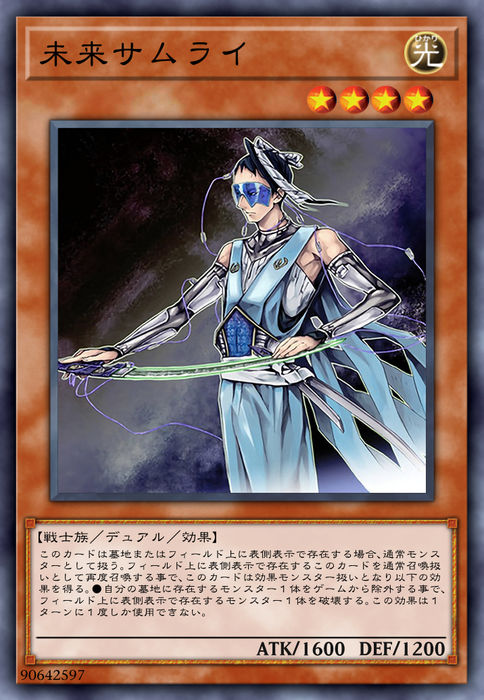 未来サムライ
ひかり
光
【戦士族／デュアル／効果】
このカードは墓地またはフィールド上に表側表示で存在する場合、通常モンス
ターとして扱う。フィールド上に表側表示で存在するこのカードを通常召喚扱
いとして再度召喚する事で、このカードは効果モンスター扱いとなり以下の効
果を得る。●自分の墓地に存在するモンスター１体をゲームから除外する事で、
フィールド上に表側表示で存在するモンスター１体を破壊する。この効果は１
ターンに１度しか使用できない。
ATK/1600 DEF/1200
90642597